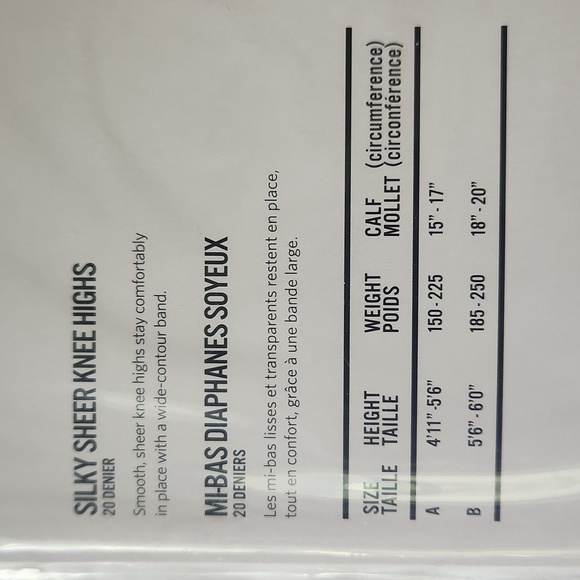 SILKY SHEER KNEE HIGHS
20 DENIER
Smooth, sheer knee highs stay comfortably
in place with a wide-contour band.
MI-BAS DIAPHANES SOYEUX
20 DENIERS
Les mi-bas lisses et transparents restent en place,
tout en confort, grâce à une bande large.
SIZE HEIGHT WEIGHT CALF (circumference)
TAILLE TAILLE POIDS MOLLET (circonférence)
A 4'11" -5'6" 150 - 225 15" - 17"
B 5'6" - 6'0" 185 - 250 18" - 20"